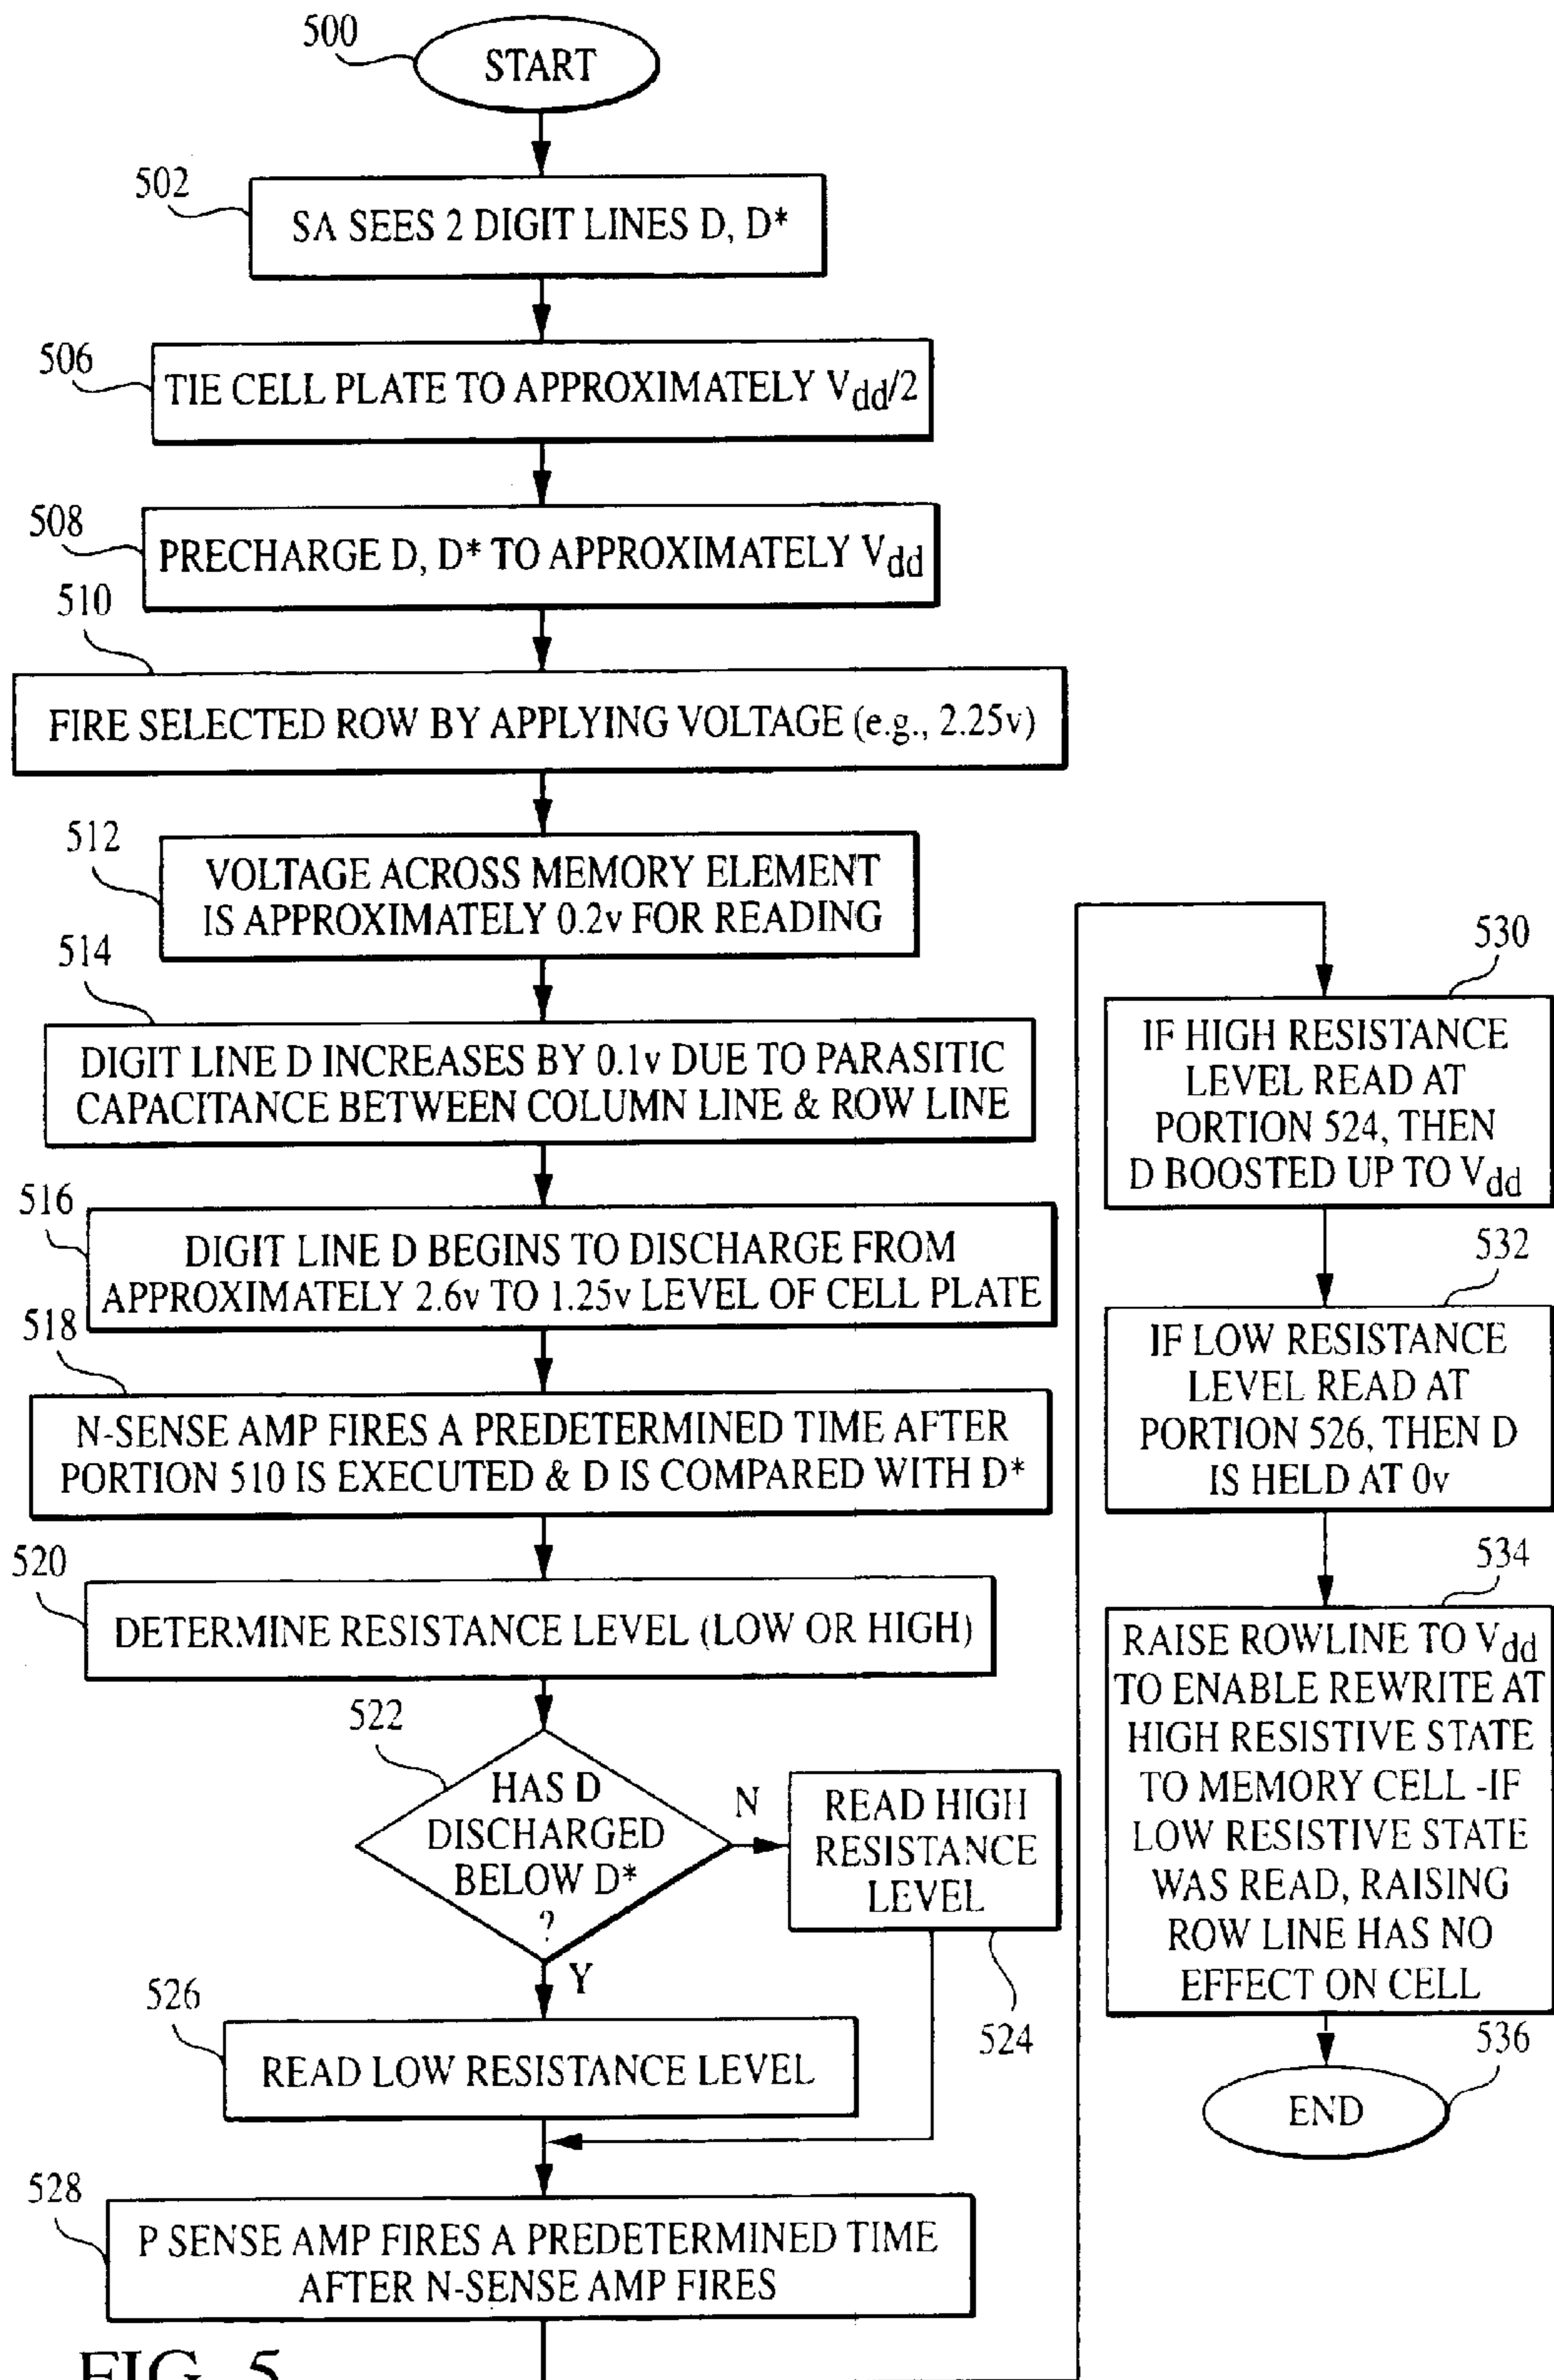 500
START
502
SA SEES 2 DIGIT LINES D, D*
506
TIE CELL PLATE TO APPROXIMATELY Vdd/2
508
PRECHARGE D, D* TO APPROXIMATELY Vdd
510
FIRE SELECTED ROW BY APPLYING VOLTAGE (e.g., 2.25v)
512
VOLTAGE ACROSS MEMORY ELEMENT
IS APPROXIMATELY 0.2v FOR READING
514
DIGIT LINE D INCREASES BY 0.1v DUE TO PARASITIC
CAPACITANCE BETWEEN COLUMN LINE & ROW LINE
516
DIGIT LINE D BEGINS TO DISCHARGE FROM
APPROXIMATELY 2.6v TO 1.25v LEVEL OF CELL PLATE
518
N-SENSE AMP FIRES A PREDETERMINED TIME AFTER
PORTION 510 IS EXECUTED & D IS COMPARED WITH D*
520
DETERMINE RESISTANCE LEVEL (LOW OR HIGH)
522
HAS D
DISCHARGED
BELOW D*
?
N
READ HIGH
RESISTANCE
LEVEL
524
Y
526
READ LOW RESISTANCE LEVEL
528
P SENSE AMP FIRES A PREDETERMINED TIME
AFTER N-SENSE AMP FIRES
530
IF HIGH RESISTANCE
LEVEL READ AT
PORTION 524, THEN
D BOOSTED UP TO Vdd
532
IF LOW RESISTANCE
LEVEL READ AT
PORTION 526, THEN D
IS HELD AT 0v
534
RAISE ROWLINE TO Vdd
TO ENABLE REWRITE AT
HIGH RESISTIVE STATE
TO MEMORY CELL -IF
LOW RESISTIVE STATE
WAS READ, RAISING
ROW LINE HAS NO
EFFECT ON CELL
536
END
FIG. 5